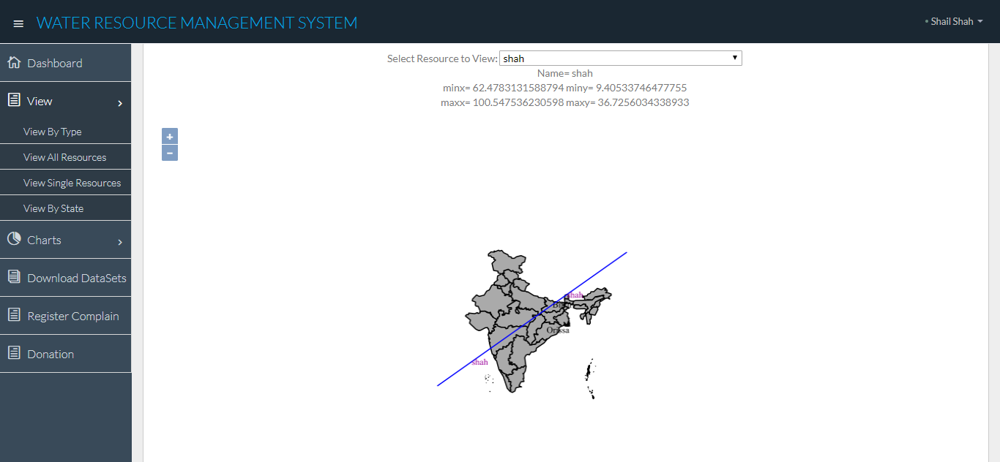 WATER RESOURCE MANAGEMENT SYSTEM
Shail Shah
Dashboard
View
View By Type
View All Resources
View Single Resources
View By State
Charts
Download DataSets
Register Complain
Donation
Select Resource to View: shah
Name= shah
minx= 62.4783131588794 miny= 9.40533746477755
maxx= 100.547536230598 maxy= 36.7256034338933
+
−
shah
Orissa
shah